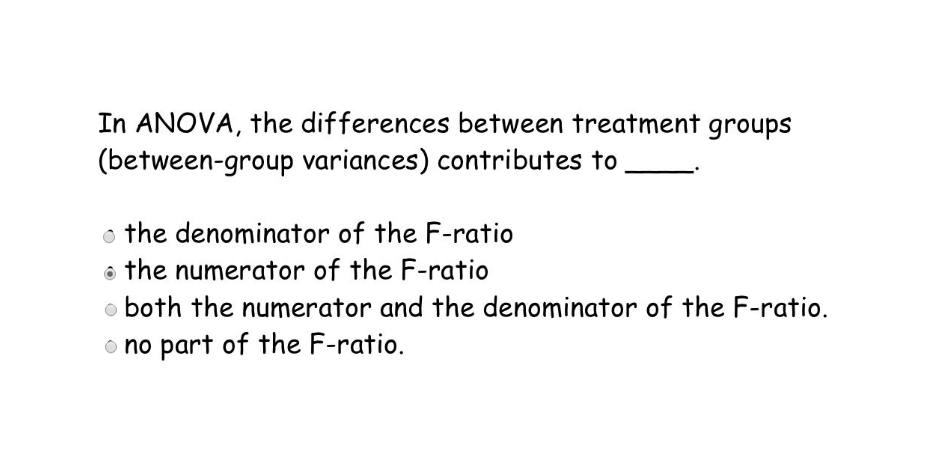 In ANOVA, the differences between treatment groups
(between-group variances) contributes to ____.
the denominator of the F-ratio
the numerator of the F-ratio
both the numerator and the denominator of the F-ratio.
no part of the F-ratio.